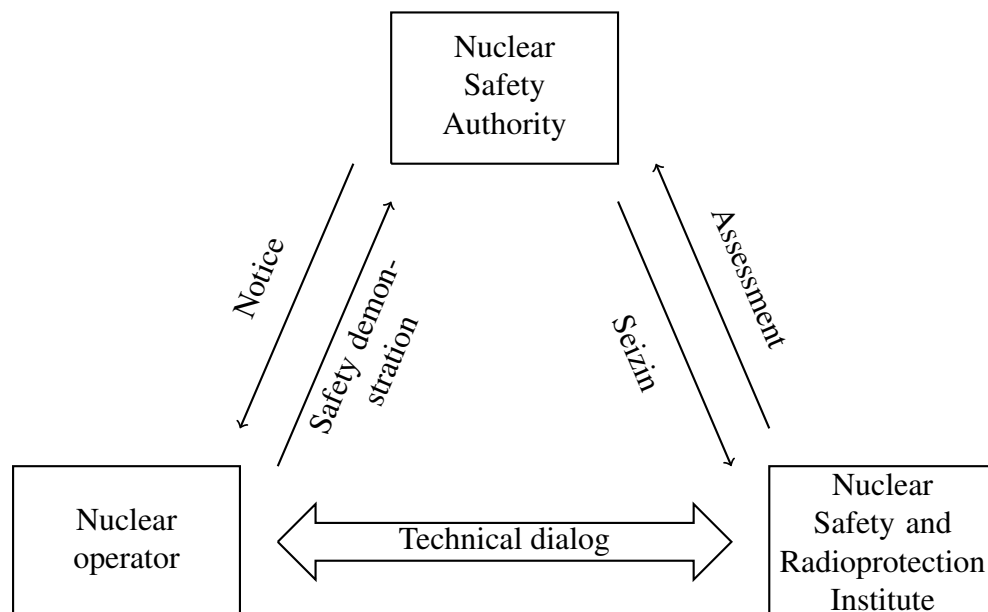 Nuclear
Safety
Authority
Notice
Safety demon-
stration
Seizin
Assessment
Nuclear
operator
Technical dialog
Nuclear
Safety and
Radioprotection
Institute